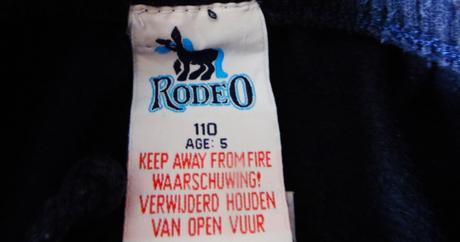 RODEO
110
AGE: 5
KEEP AWAY FROM FIRE
WAARSCHUWING!
VERWIJDERD HOUDEN
VAN OPEN VUUR